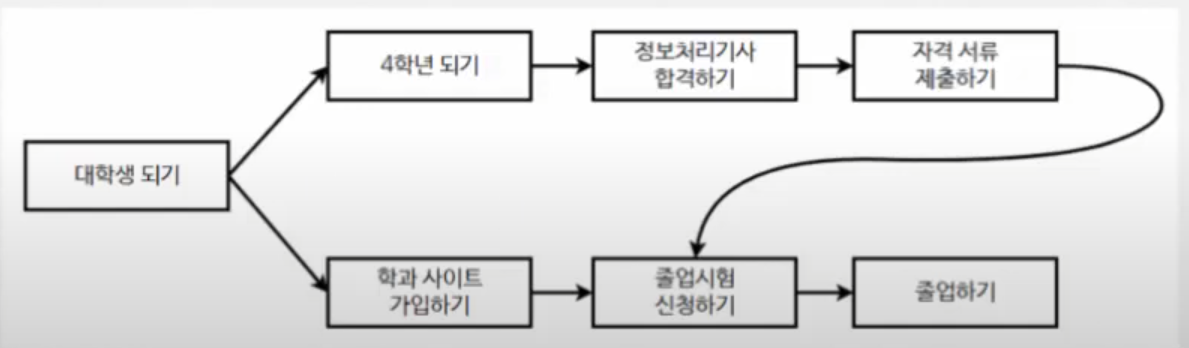 4학년 되기
정보처리기사
합격하기
자격 서류
제출하기
대학생 되기
학과 사이트
가입하기
졸업시험
신청하기
졸업하기